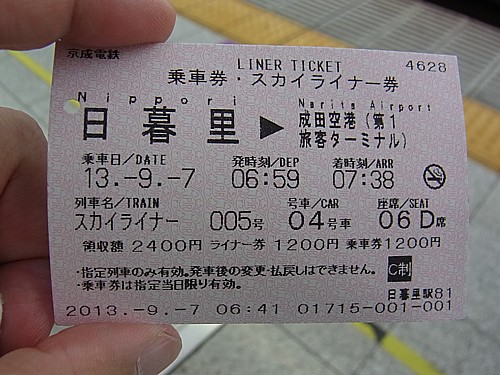 京成電鉄
LINER TICKET 4628
乗車券・スカイライナー券
Nippori Narita Airport
日暮里 ▶ 成田空港(第1
旅客ターミナル)
乗車日/DATE 発時刻/DEP 着時刻/ARR
13.-9.-7 06:59 07:38
列車名/TRAIN 号車/CAR 座席/SEAT
スカイライナー 005号 04号車 06D席
領収額 2400円 ライナー券 1200円 乗車券1200円
・指定列車のみ有効。発車後の変更・払戻しはできません。
・乗車券は指定当日限り有効。
C制
日暮里駅81
2013.-9.-7 06:41 01715-001-001